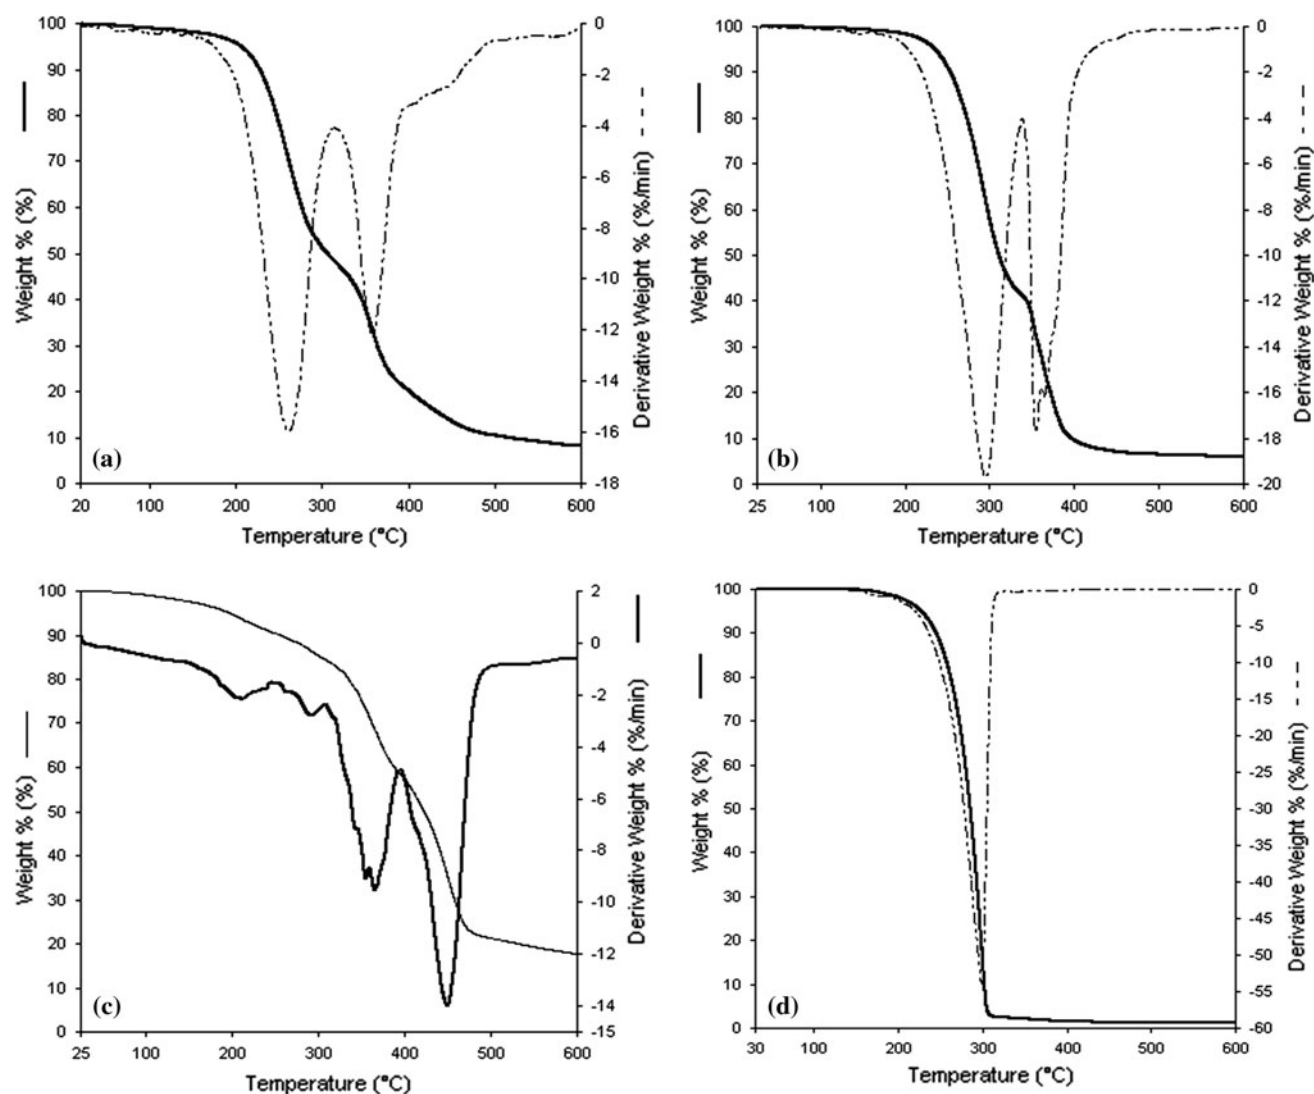 100 90 80 70 60 50 40 30 20 10 0
Weight % (%)
20 100 200 300 400 500 600
Temperature (°C)
0 -2 -4 -6 -8 -10 -12 -14 -16 -18
Derivative Weight % (%/min)
(a)
100 90 80 70 60 50 40 30 20 10 0
Weight % (%)
25 100 200 300 400 500 600
Temperature (°C)
0 -2 -4 -6 -8 -10 -12 -14 -16 -18 -20
Derivative Weight % (%/min)
(b)
100 90 80 70 60 50 40 30 20 10 0
Weight % (%)
25 100 200 300 400 500 600
Temperature (°C)
2 0 -2 -4 -6 -8 -10 -12 -14 -15
Derivative Weight % (%/min)
(c)
100 90 80 70 60 50 40 30 20 10 0
Weight % (%)
30 100 200 300 400 500 600
Temperature (°C)
0 -5 -10 -15 -20 -25 -30 -35 -40 -45 -50 -55 -60
Derivative Weight % (%/min)
(d)